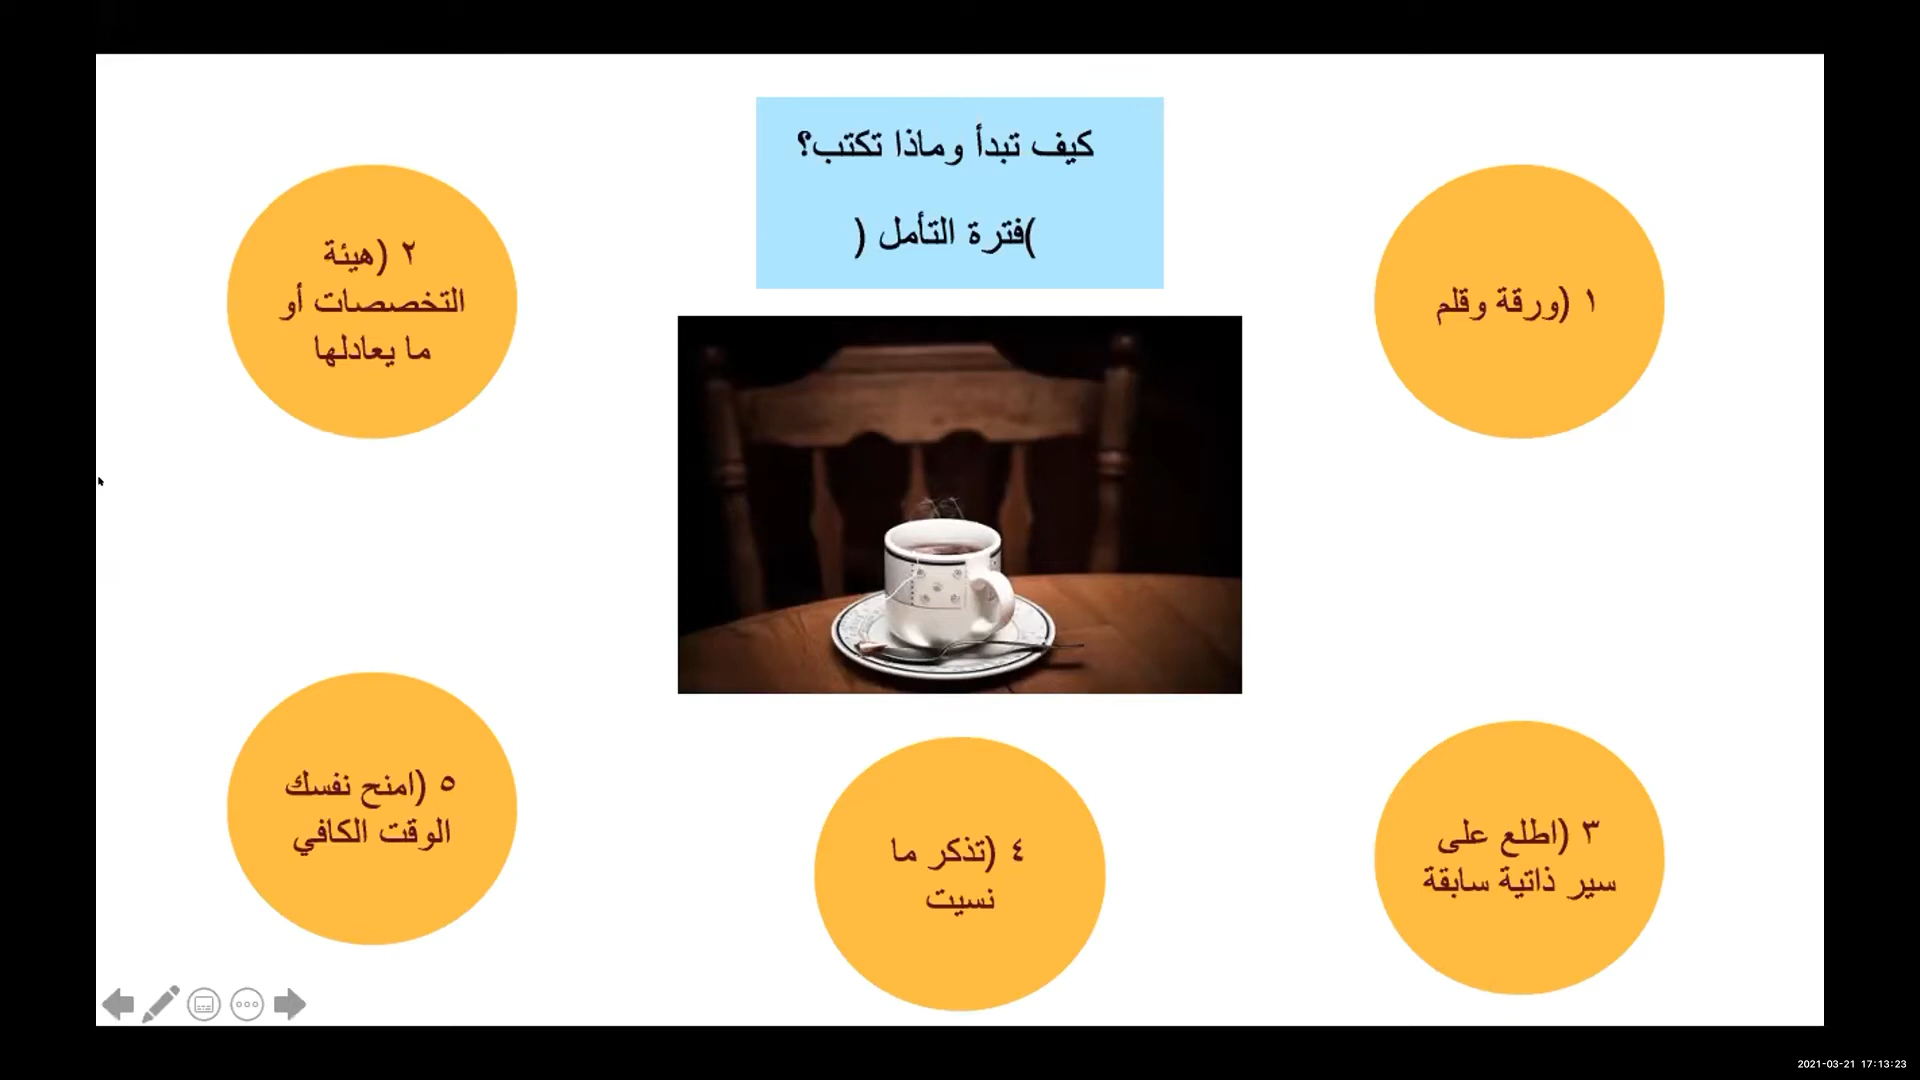 كيف تبدأ وماذا تكتب؟
)فترة التأمل (
١ (ورقة وقلم
٢ (هيئة
التخصصات أو
ما يعادلها
٣ (اطلع على
سير ذاتية سابقة
٤ (تذكر ما
نسيت
٥ (امنح نفسك
الوقت الكافي
2021-03-21 17:13:23